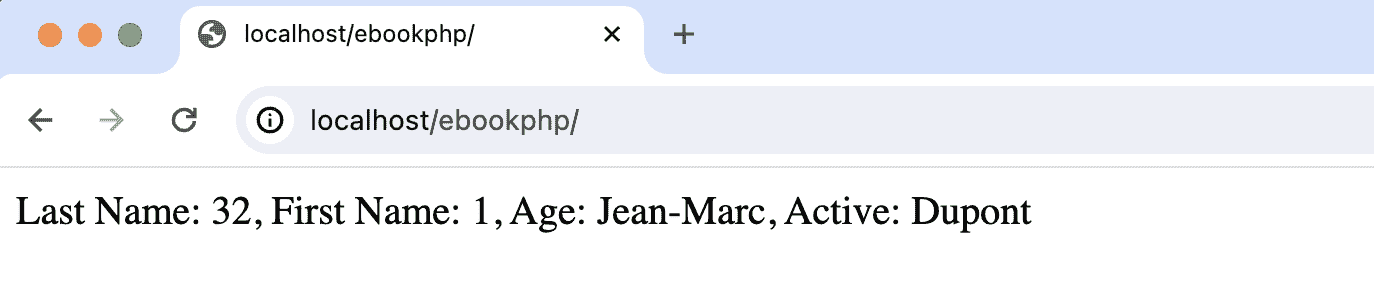 localhost/ebookphp/
localhost/ebookphp/
Last Name: 32, First Name: 1, Age: Jean-Marc, Active: Dupont